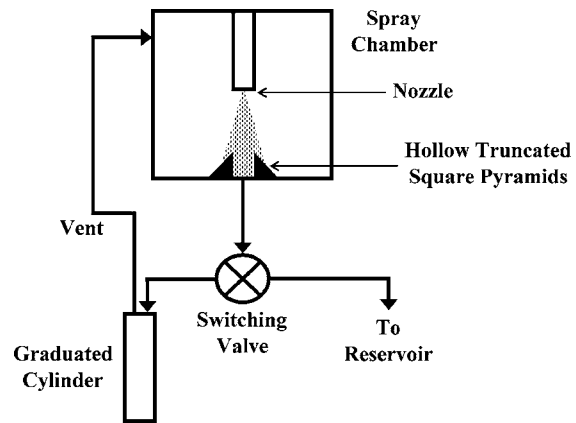 Spray
Chamber
Nozzle
Hollow Truncated
Square Pyramids
Vent
Switching
Valve
To
Reservoir
Graduated
Cylinder